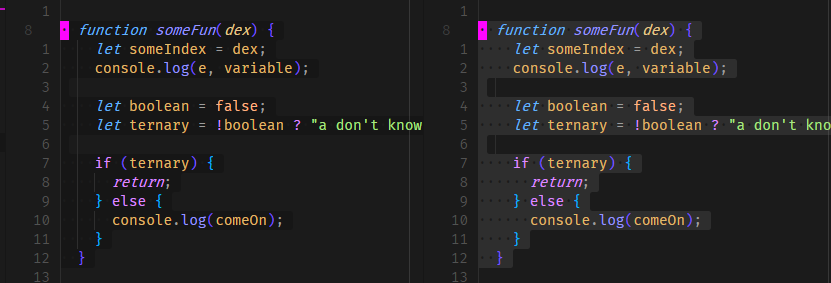 1
8 function someFun(dex) {
1 let someIndex = dex;
2 console.log(e, variable);
3
4 let boolean = false;
5 let ternary = !boolean ? "a don't know
6
7 if (ternary) {
8 return;
9 } else {
10 console.log(comeOn);
11 }
12 }
13
1
8 function someFun(dex) {
1 let someIndex = dex;
2 console.log(e, variable);
3
4 let boolean = false;
5 let ternary = !boolean ? "a don't kno
6
7 if (ternary) {
8 return;
9 } else {
10 console.log(comeOn);
11 }
12 }
13